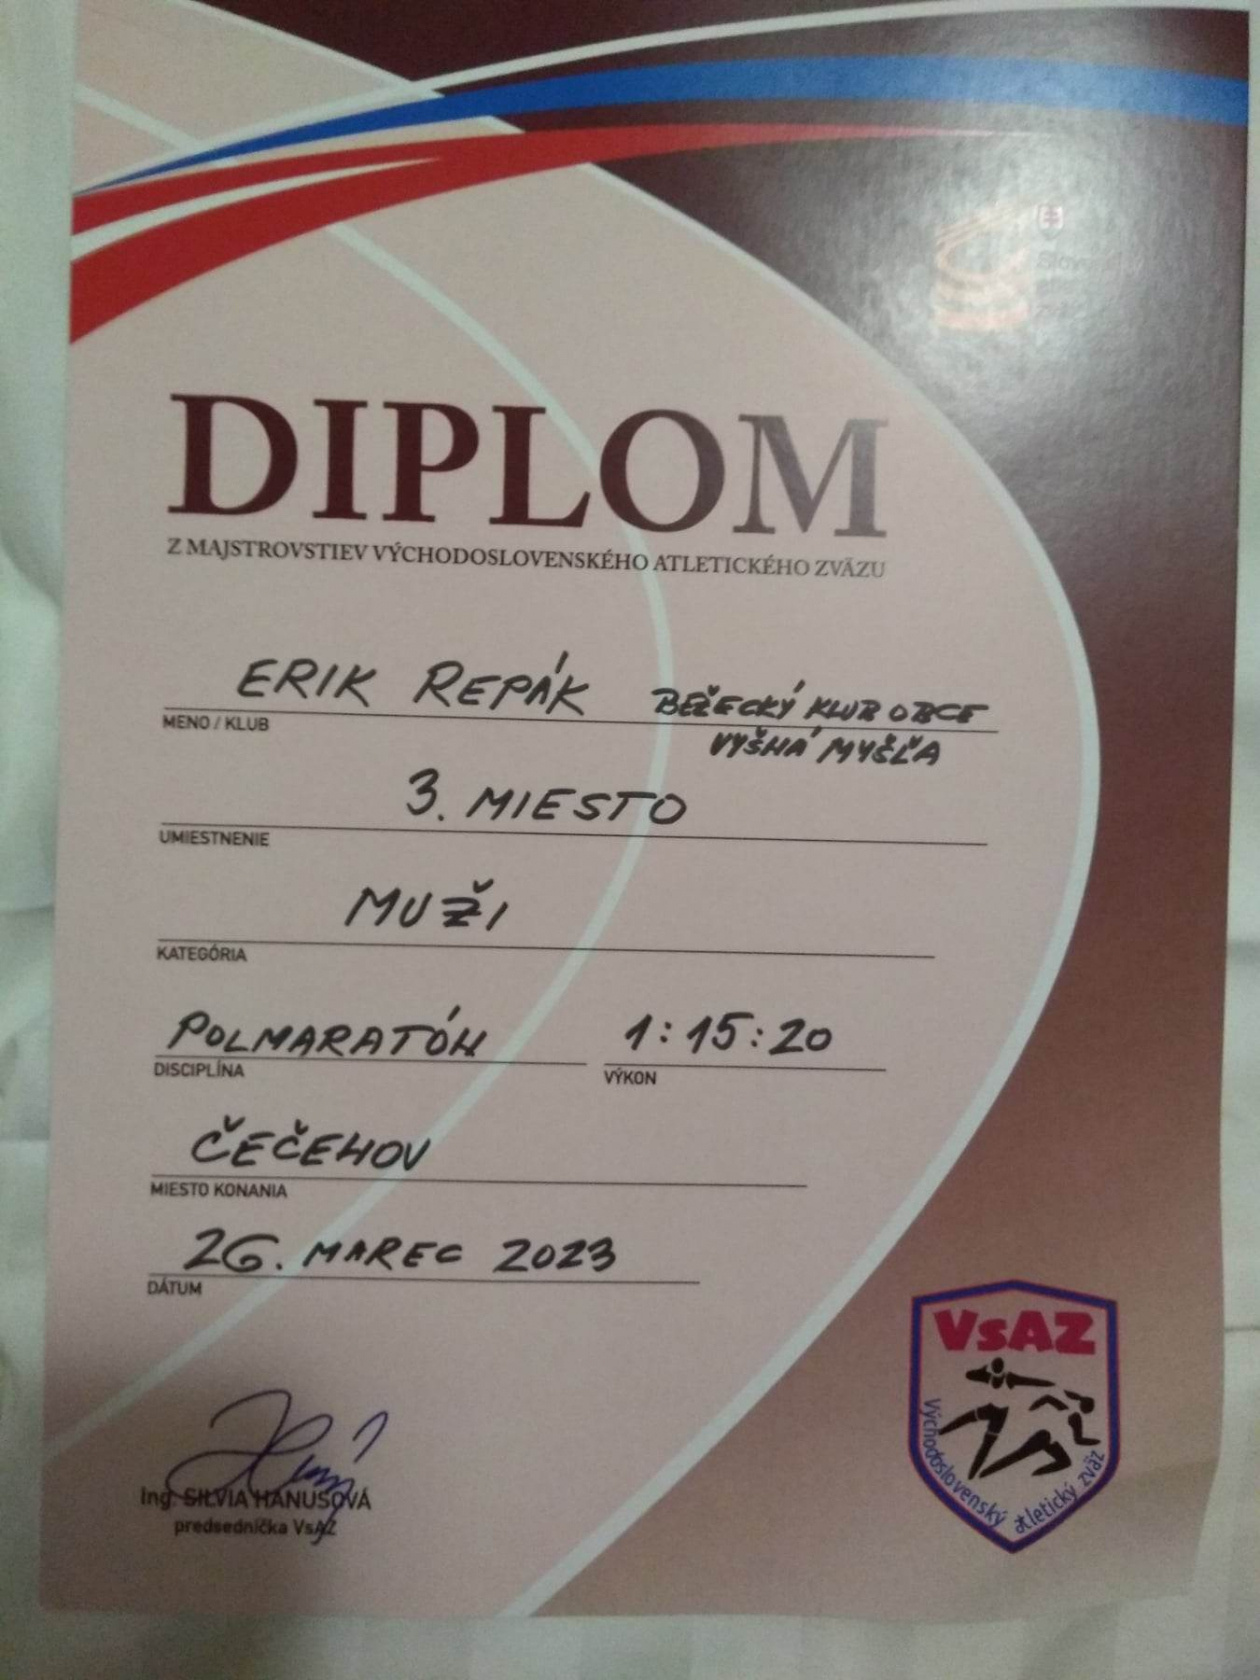 DIPLOM
Z MAJSTROVSTIEV VÝCHODOSLOVENSKÉHO ATLETICKÉHO ZVÄZU
ERIK REPÁK BEŽECKÝ KLUB OBCE
VYŠNÁ MYŠĽA
MENO / KLUB
3. MIESTO
UMIESTNENIE
MUŽI
KATEGÓRIA
POLMARATÓN 1:15:20
DISCIPLÍNA VÝKON
ČEČEHOV
MIESTO KONANIA
26. MAREC 2023
DÁTUM
Ing. SILVIA HANUSOVÁ
predsedníčka VsAZ
VsAZ
Východoslovenský atletický zväz